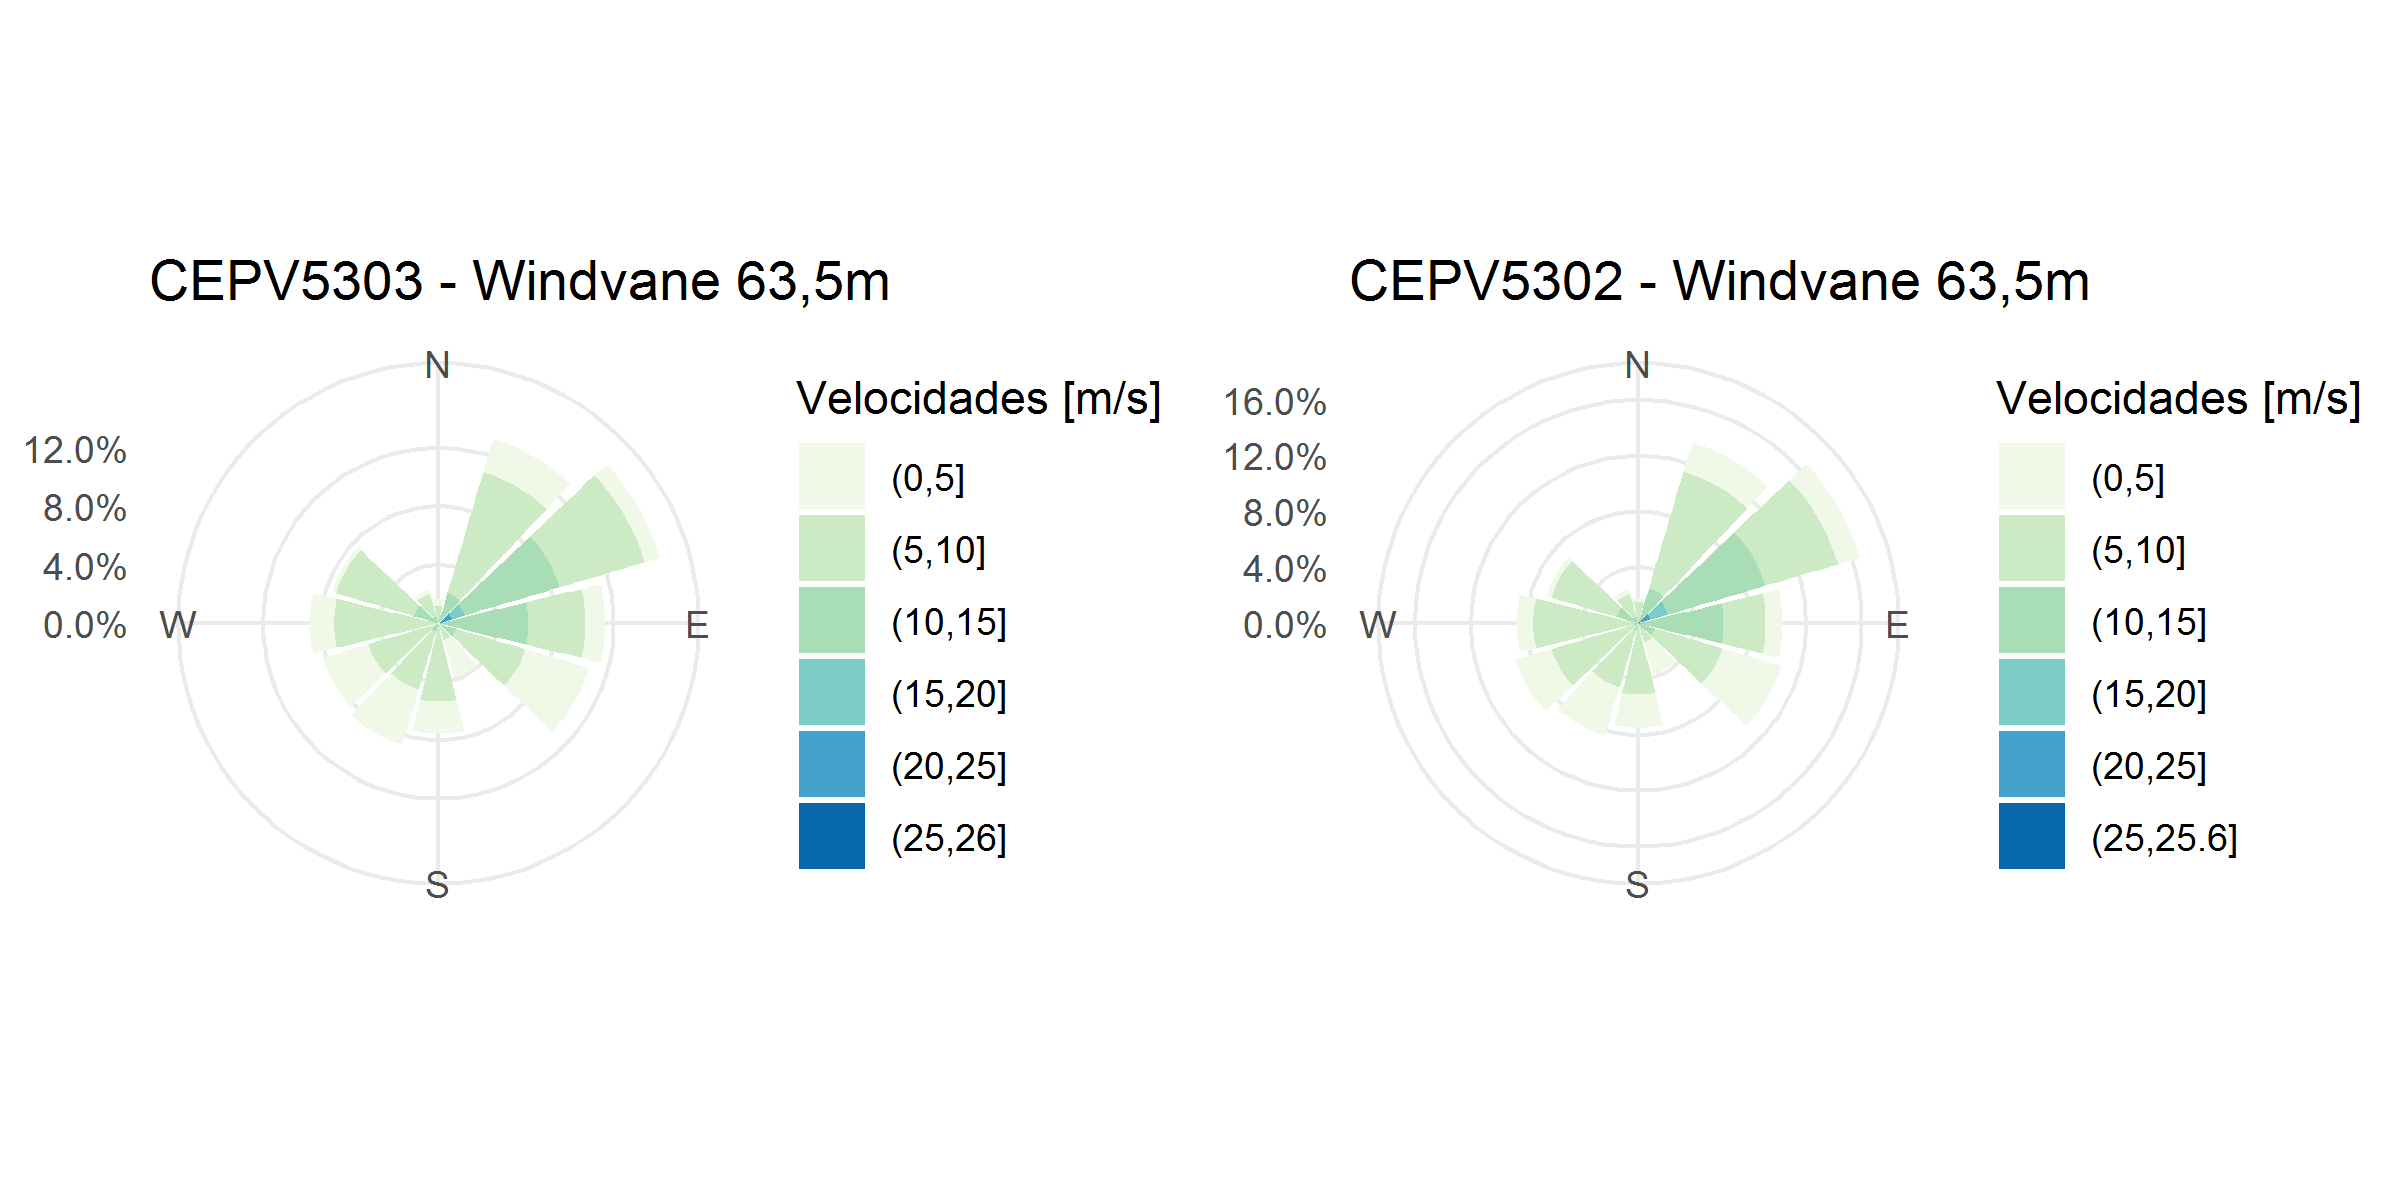 CEPV5303 - Windvane 63,5m
N
12.0%
8.0%
4.0%
0.0%
W
E
S
Velocidades [m/s]
(0,5]
(5,10]
(10,15]
(15,20]
(20,25]
(25,26]
CEPV5302 - Windvane 63,5m
N
16.0%
12.0%
8.0%
4.0%
0.0%
W
E
S
Velocidades [m/s]
(0,5]
(5,10]
(10,15]
(15,20]
(20,25]
(25,25.6]